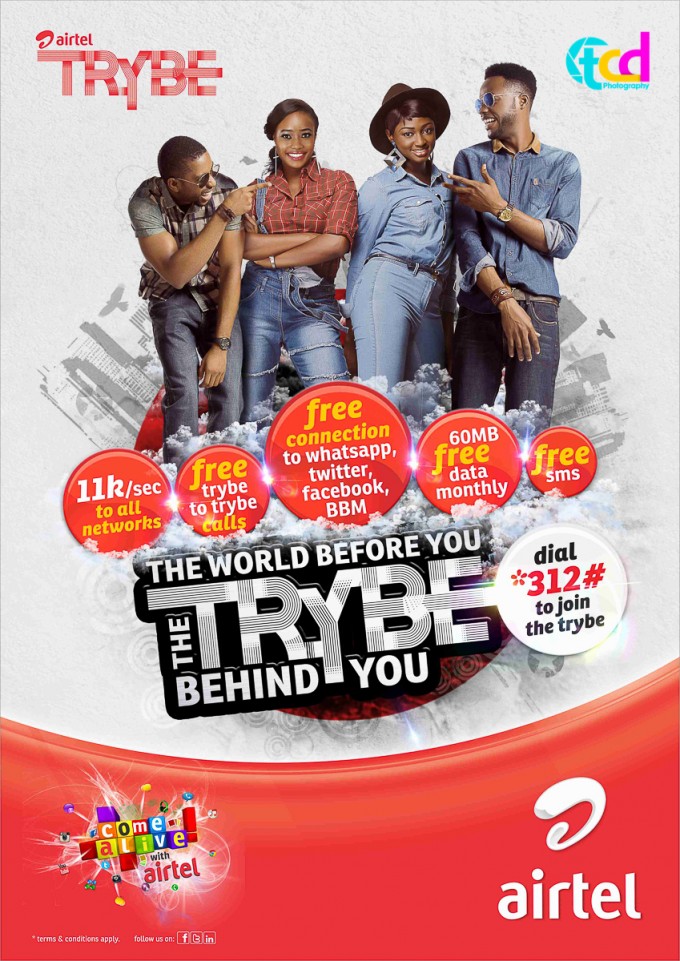 airtel
TRYBE
tcd
Photography
11k/sec
to all
networks
free
trybe
to trybe
calls
free
connection
to whatsapp,
twitter,
facebook,
BBM
60MB
free
data
monthly
free
sms
THE WORLD BEFORE YOU
THE TRYBE
BEHIND YOU
dial
*312#
to join
the trybe
come
alive
with
airtel
airtel
* terms & conditions apply. follow us on: f t in